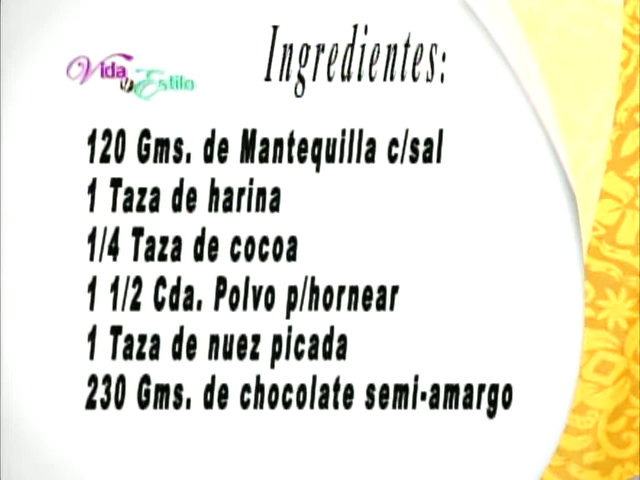 Ingredientes:
Vida y Estilo
120 Gms. de Mantequilla c/sal
1 Taza de harina
1/4 Taza de cocoa
1 1/2 Cda. Polvo p/hornear
1 Taza de nuez picada
230 Gms. de chocolate semi-amargo